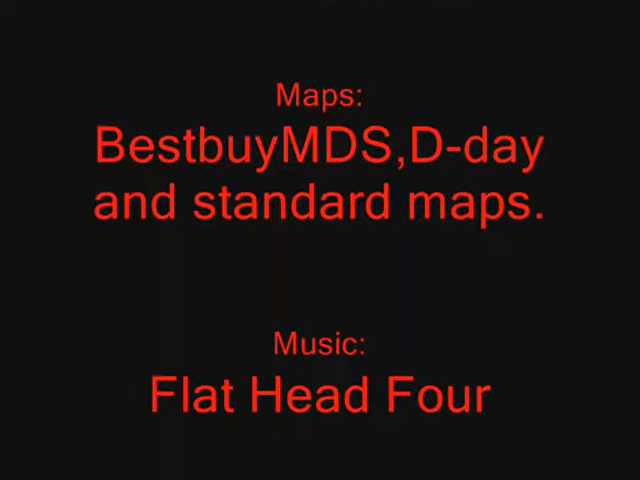 Maps:
BestbuyMDS,D-day
and standard maps.
Music:
Flat Head Four